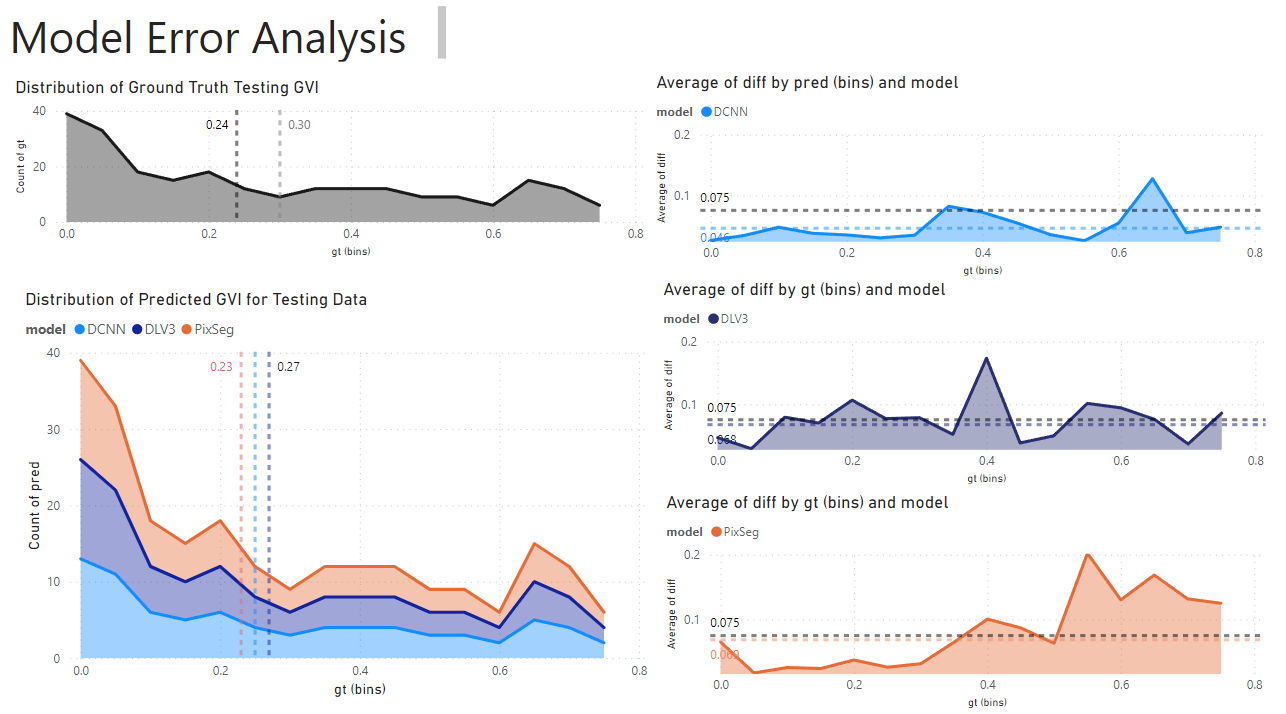 Model Error Analysis
Distribution of Ground Truth Testing GVI
40
20
0
Count of gt
0.24
0.30
0.0 0.2 0.4 0.6 0.8
gt (bins)
Distribution of Predicted GVI for Testing Data
model DCNN DLV3 PixSeg
40
30
20
10
0
Count of pred
0.23
0.27
0.0 0.2 0.4 0.6 0.8
gt (bins)
Average of diff by pred (bins) and model
model DCNN
0.2
0.1
Average of diff
0.075
0.046
0.0 0.2 0.4 0.6 0.8
gt (bins)
Average of diff by gt (bins) and model
model DLV3
0.2
0.1
Average of diff
0.075
0.068
0.0 0.2 0.4 0.6 0.8
gt (bins)
Average of diff by gt (bins) and model
model PixSeg
0.2
0.1
Average of diff
0.075
0.069
0.0 0.2 0.4 0.6 0.8
gt (bins)